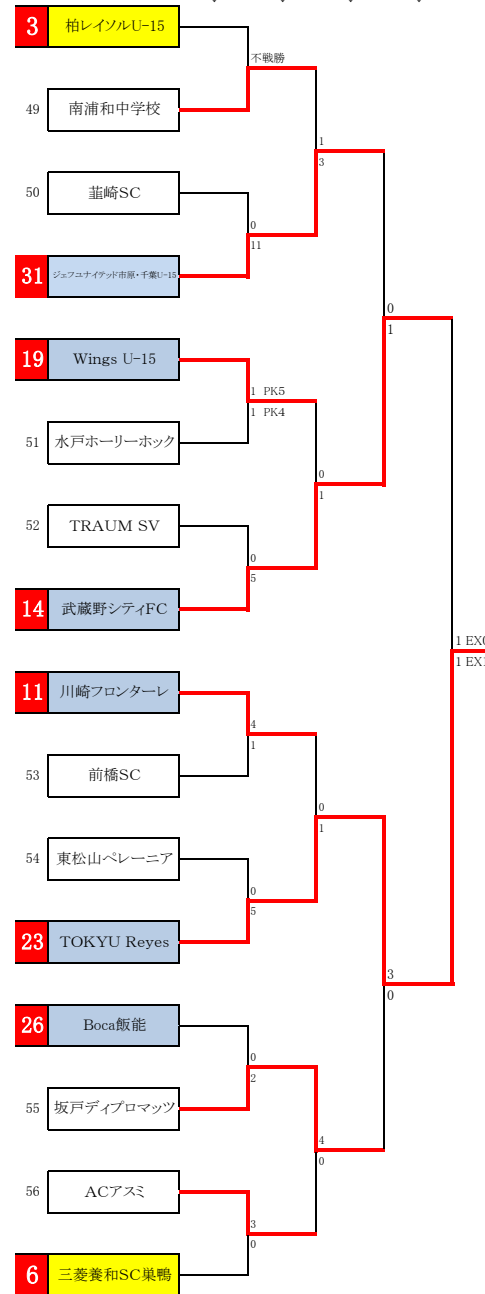 3 柏レイソルU-15
不戦勝
49 南浦和中学校
1
3
50 韮崎SC
0
11
31 ジェフユナイテッド市原・千葉U-15
0
1
19 Wings U-15
1 PK5
1 PK4
51 水戸ホーリーホック
0
1
52 TRAUM SV
0
5
14 武蔵野シティFC
1 EX0
1 EX1
11 川崎フロンターレ
4
1
53 前橋SC
0
1
54 東松山ペレーニア
0
5
23 TOKYU Reyes
3
0
26 Boca飯能
0
2
55 坂戸ディプロマッツ
4
0
56 ACアスミ
3
0
6 三菱養和SC巣鴨